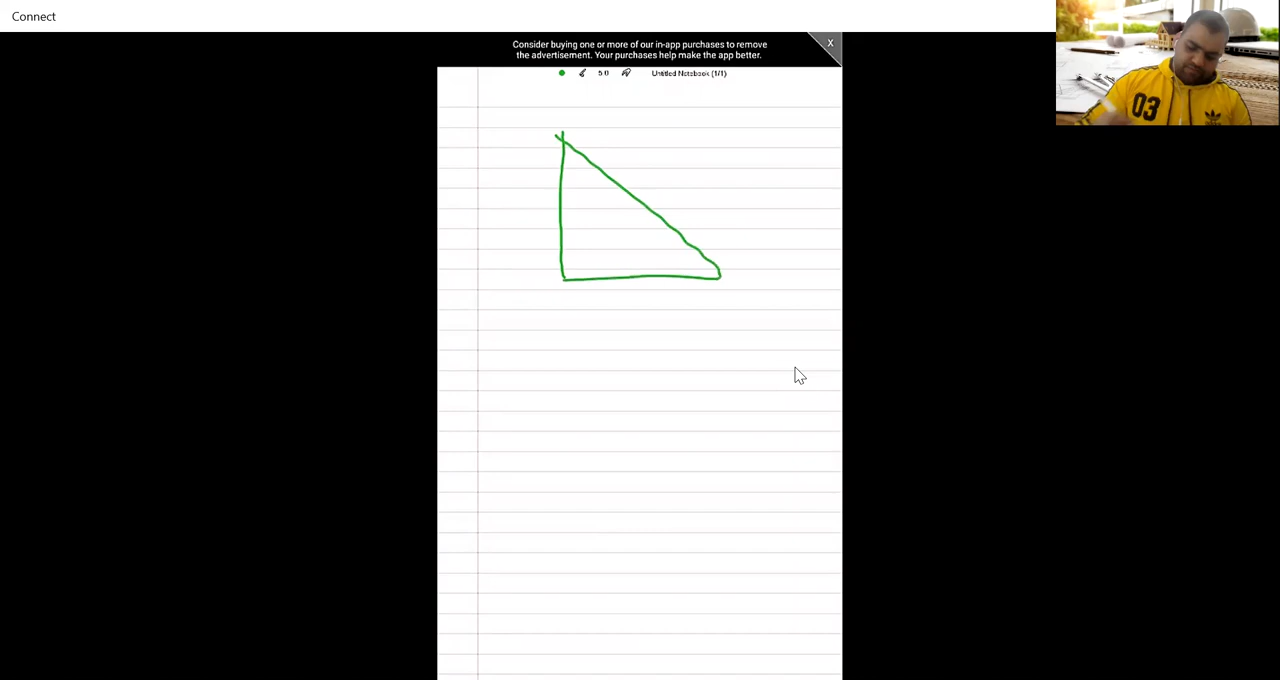 Connect
Consider buying one or more of our in-app purchases to remove
the advertisement. Your purchases help make the app better.
X
5.0 Untitled Notebook (1/1)
03